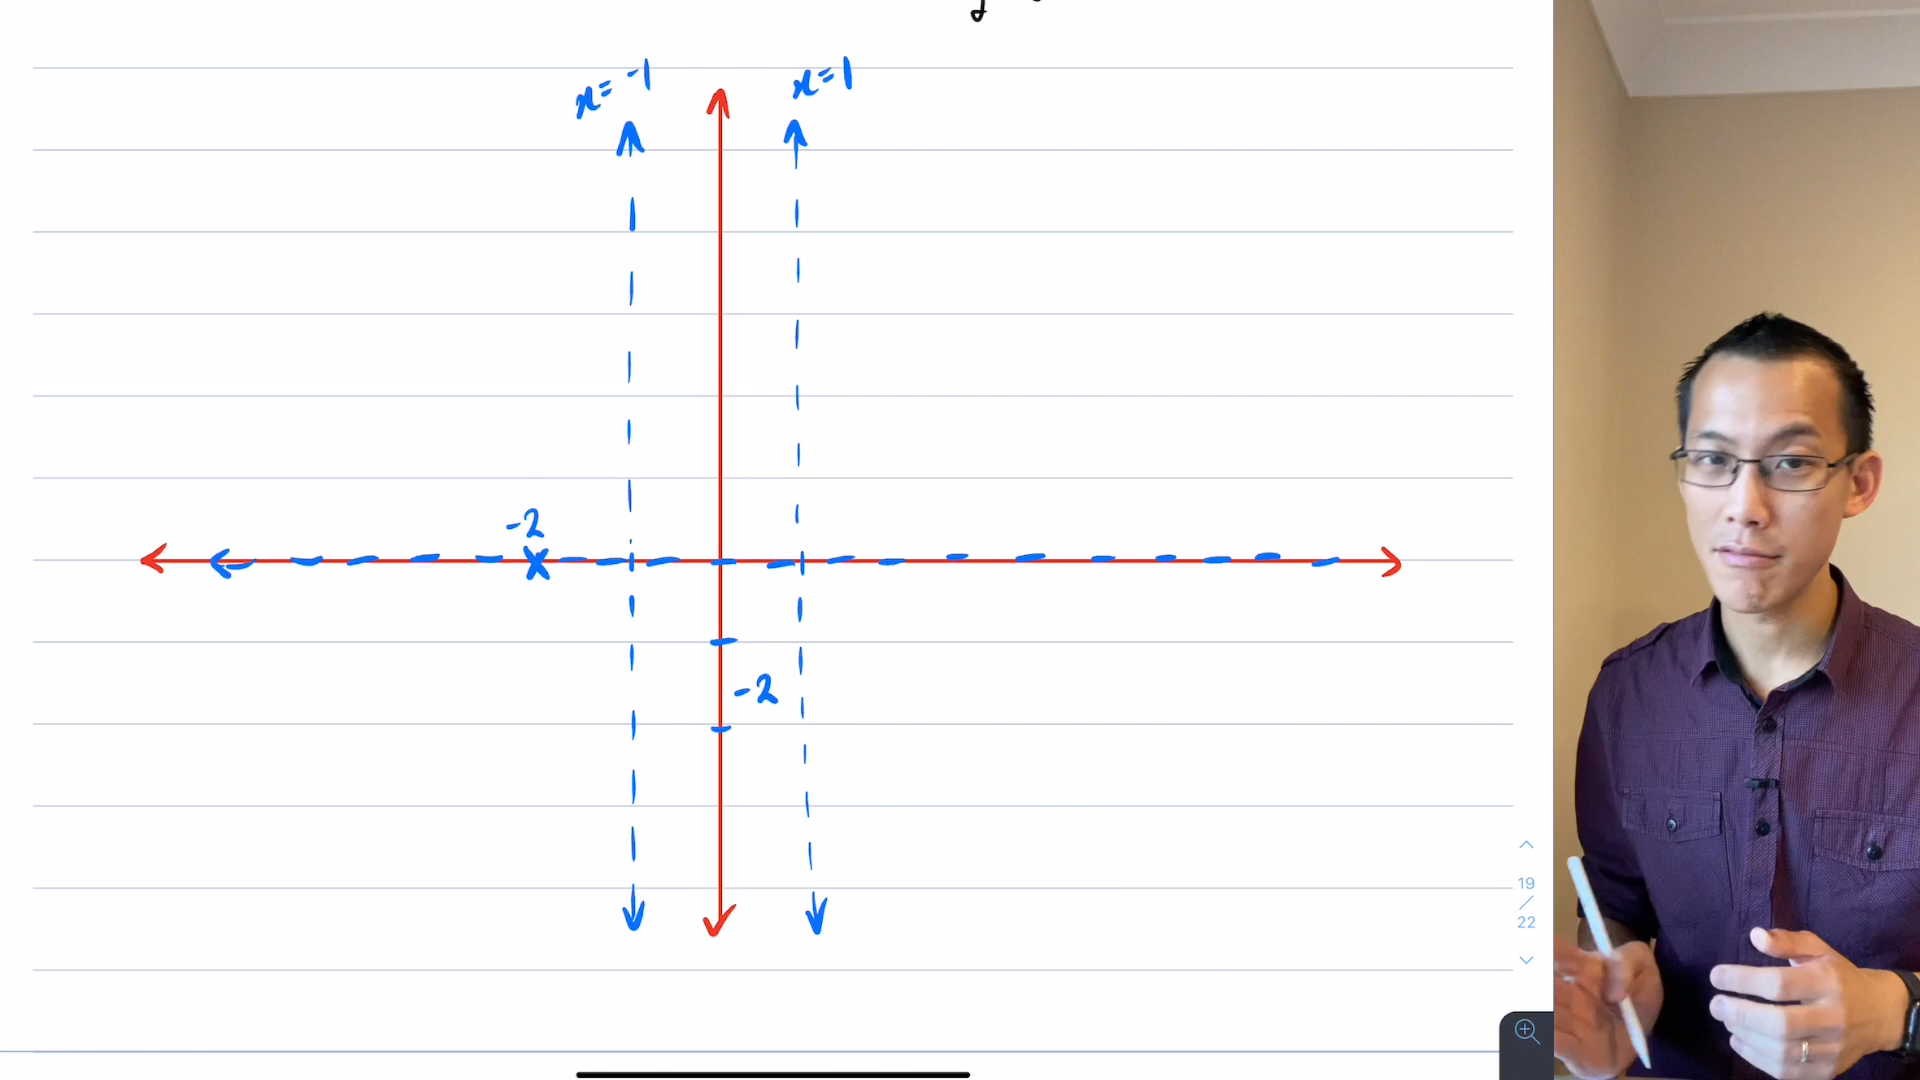 x = -1
x = 1
-2
-2
19
/
22